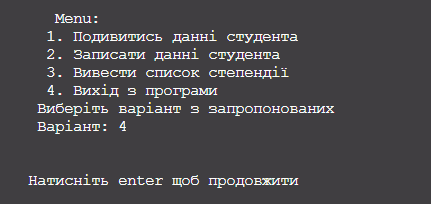 Menu:
1. Подивитись данні студента
2. Записати данні студента
3. Вивести список степендії
4. Вихід з програми
Виберіть варіант з запропонованих
Варіант: 4
Натисніть enter щоб продовжити